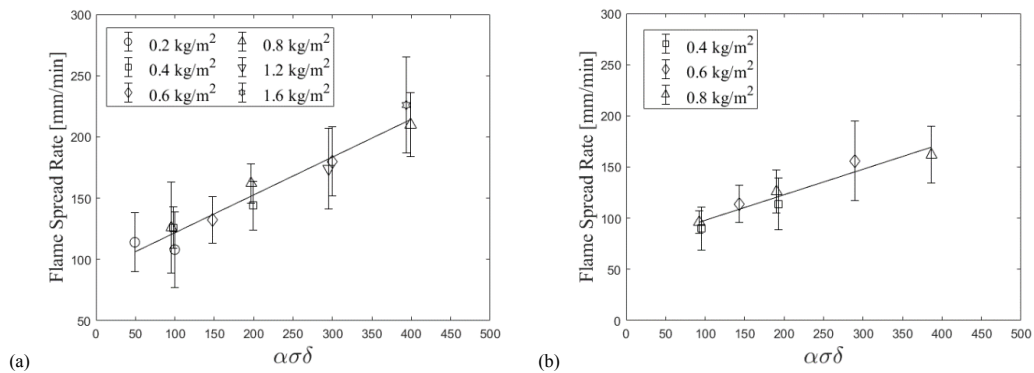 300
250
200
150
100
50
Flame Spread Rate [mm/min]
0.2 kg/m²
0.4 kg/m²
0.6 kg/m²
0.8 kg/m²
1.2 kg/m²
1.6 kg/m²
0 50 100 150 200 250 300 350 400 450 500
ασδ
(a)
300
250
200
150
100
50
0
Flame Spread Rate [mm/min]
0.4 kg/m²
0.6 kg/m²
0.8 kg/m²
0 50 100 150 200 250 300 350 400 450 500
ασδ
(b)